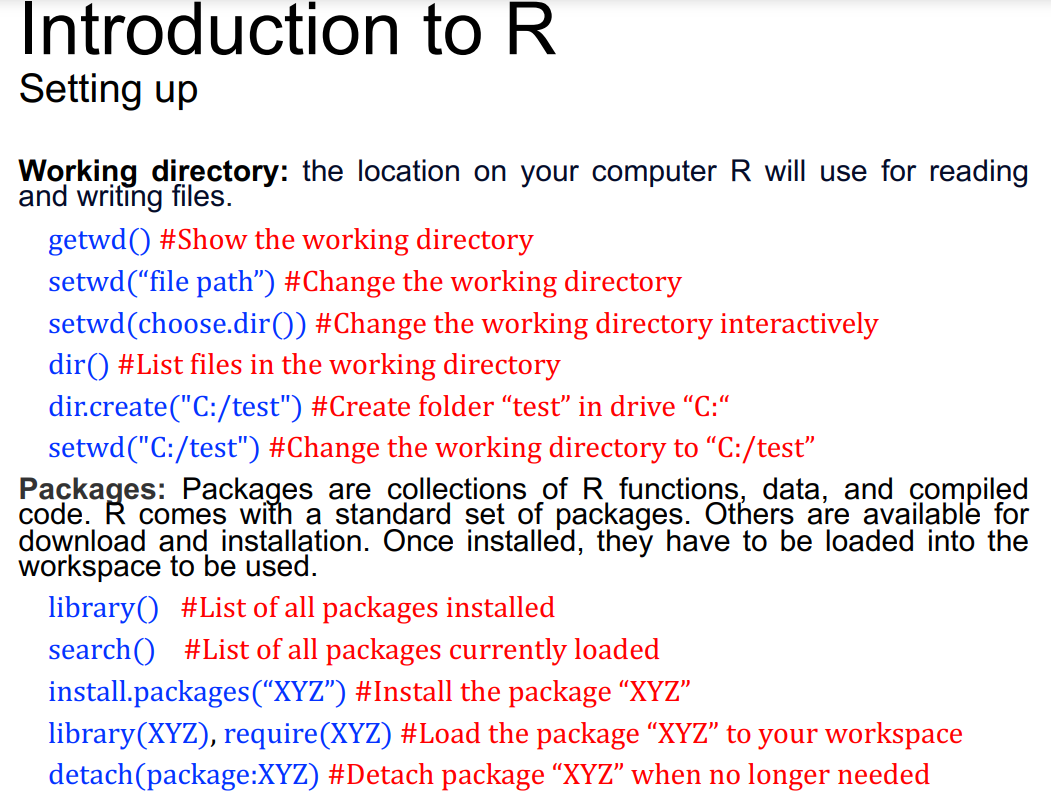 Introduction to R
Setting up
Working directory: the location on your computer R will use for reading
and writing files.
getwd() #Show the working directory
setwd(“file path”) #Change the working directory
setwd(choose.dir()) #Change the working directory interactively
dir() #List files in the working directory
dir.create("C:/test") #Create folder “test” in drive “C:“
setwd("C:/test") #Change the working directory to “C:/test”
Packages: Packages are collections of R functions, data, and compiled
code. R comes with a standard set of packages. Others are available for
download and installation. Once installed, they have to be loaded into the
workspace to be used.
library() #List of all packages installed
search() #List of all packages currently loaded
install.packages(“XYZ”) #Install the package “XYZ”
library(XYZ), require(XYZ) #Load the package “XYZ” to your workspace
detach(package:XYZ) #Detach package “XYZ” when no longer needed